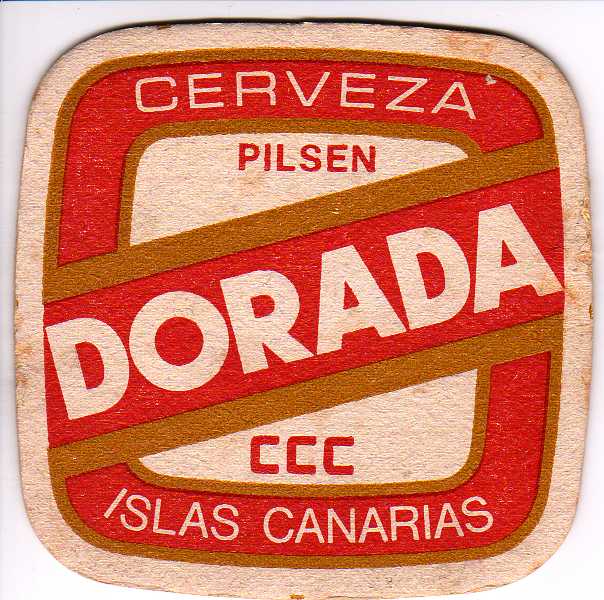 CERVEZA
PILSEN
DORADA
CCC
ISLAS CANARIAS